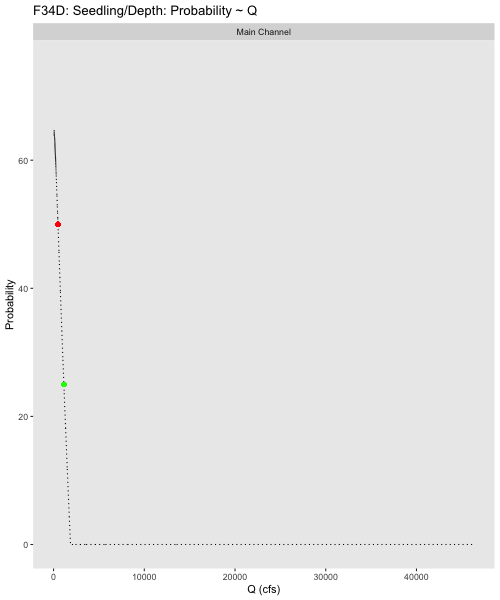 F34D: Seedling/Depth: Probability ~ Q
Main Channel
Probability
60
40
20
0
0 10000 20000 30000 40000
Q (cfs)